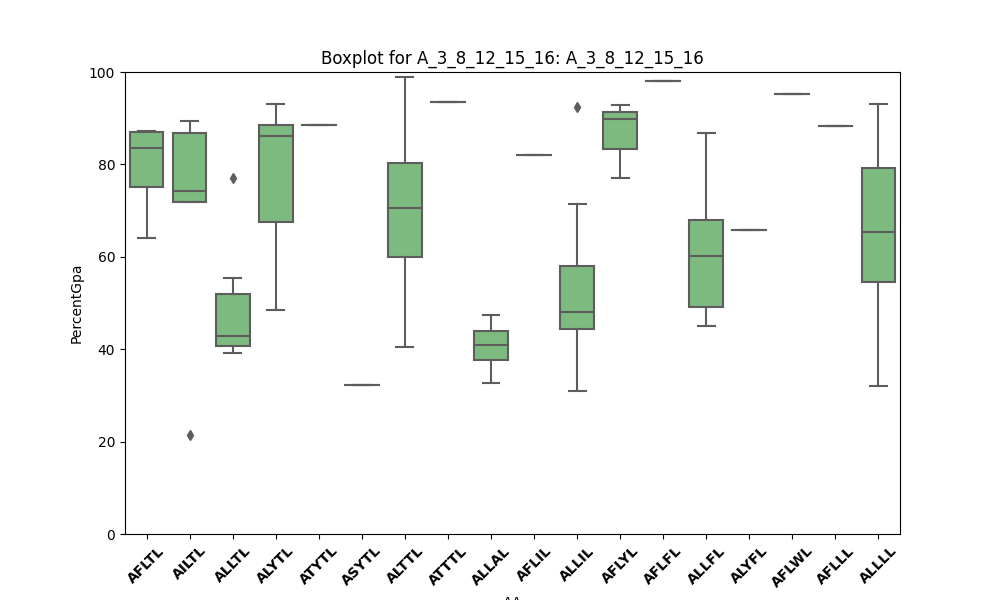 Boxplot for A_3_8_12_15_16: A_3_8_12_15_16
100
80
60
40
20
0
PercentGpa
AFLTL
AILTL
ALLTL
ALYTL
ATYTL
ASYTL
ALTTL
ATTTL
ALLAL
AFLIL
ALLIL
AFLYL
AFLFL
ALLFL
ALYFL
AFLWL
AFLLL
ALLLL
AA